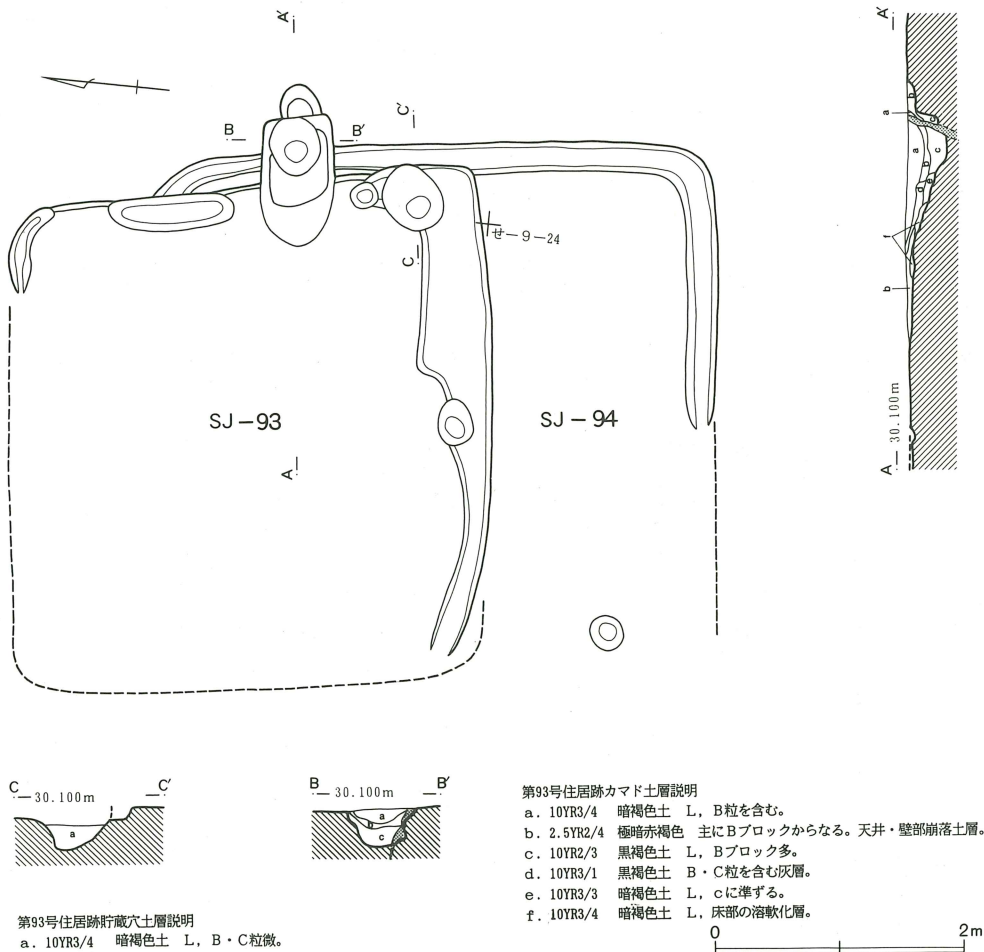 A′
A′
B
B′
C′
C
せ－9－24
a
b
c
a
c
b
a
d
e
f
b
SJ－93
SJ－94
A
A
30.100m
C
30.100m
C′
a
B
30.100m
B′
a
b
c
第93号住居跡カマド土層説明
a. 10YR3/4 暗褐色土 L，B粒を含む。
b. 2.5YR2/4 極暗赤褐色 主にBブロックからなる。天井・壁部崩落土層。
c. 10YR2/3 黒褐色土 L，Bブロック多。
d. 10YR3/1 黒褐色土 B・C粒を含む灰層。
e. 10YR3/3 暗褐色土 L，cに準ずる。
f. 10YR3/4 暗褐色土 L，床部の溶軟化層。
第93号住居跡貯蔵穴土層説明
a. 10YR3/4 暗褐色土 L，B・C粒微。
0
2m